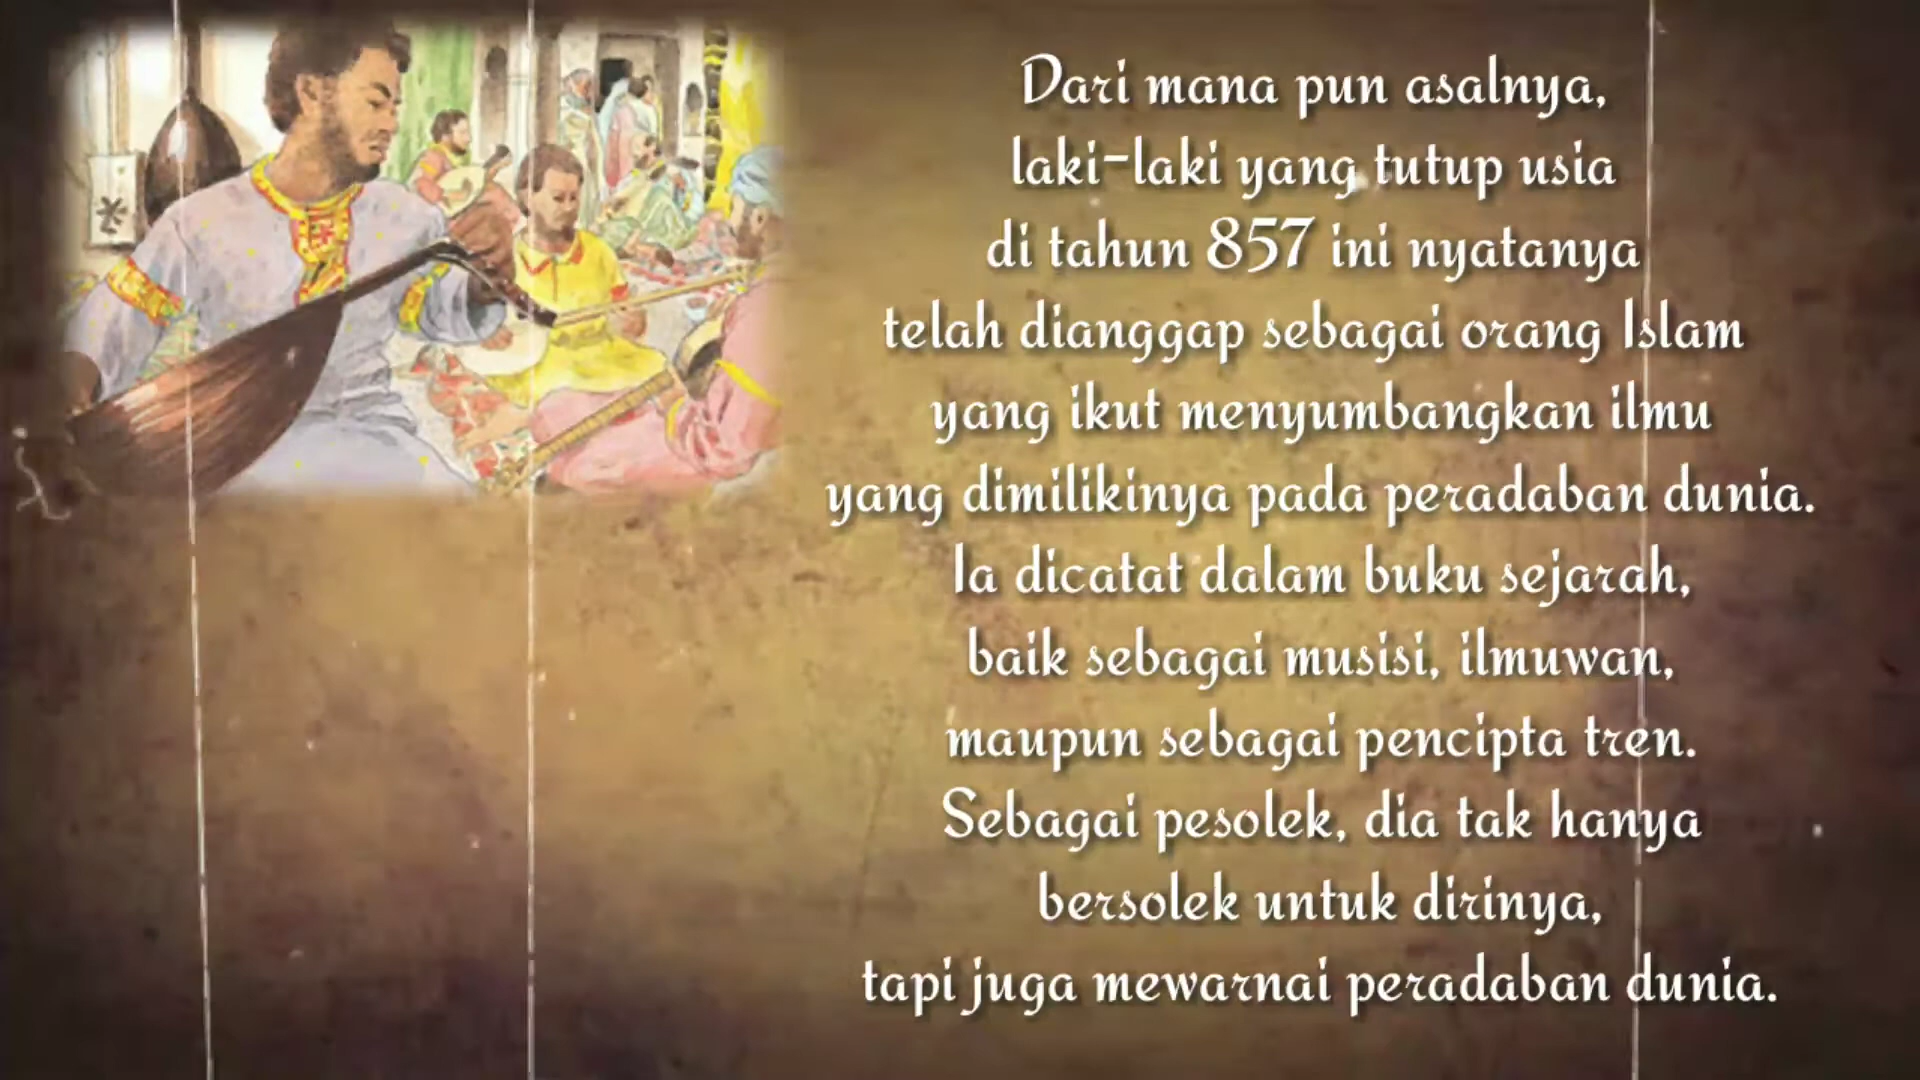 Dari mana pun asalnya,
laki-laki yang tutup usia
di tahun 857 ini nyatanya
telah dianggap sebagai orang Islam
yang ikut menyumbangkan ilmu
yang dimilikinya pada peradaban dunia.
Ia dicatat dalam buku sejarah,
baik sebagai musisi, ilmuwan,
maupun sebagai pencipta tren.
Sebagai pesolek, dia tak hanya
bersolek untuk dirinya,
tapi juga mewarnai peradaban dunia.